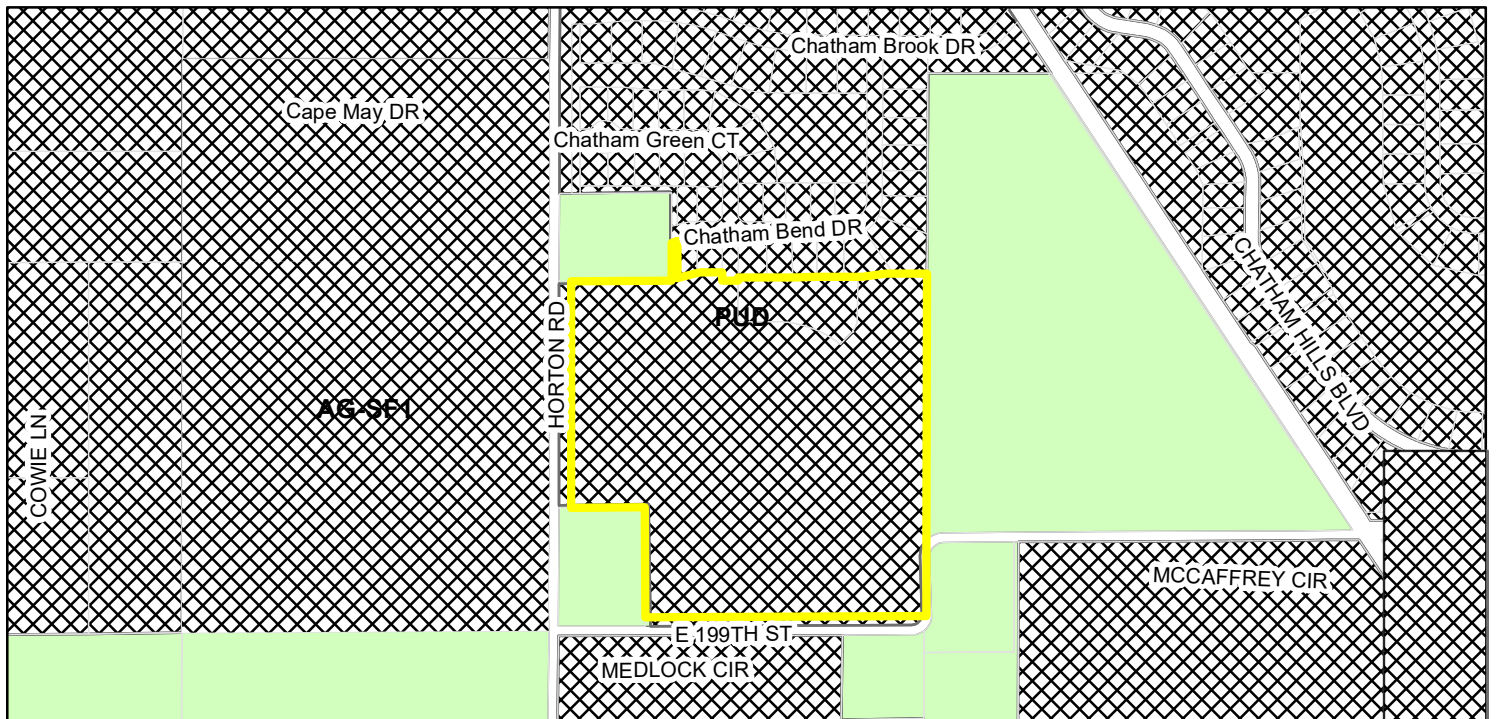 Chatham Brook DR
Cape May DR
Chatham Green CT
Chatham Bend DR
CHATHAM HILLS BLVD
PUD
HORTON RD
AG-SF1
COWIE LN
MCCAFFREY CIR
E 199TH ST
MEDLOCK CIR